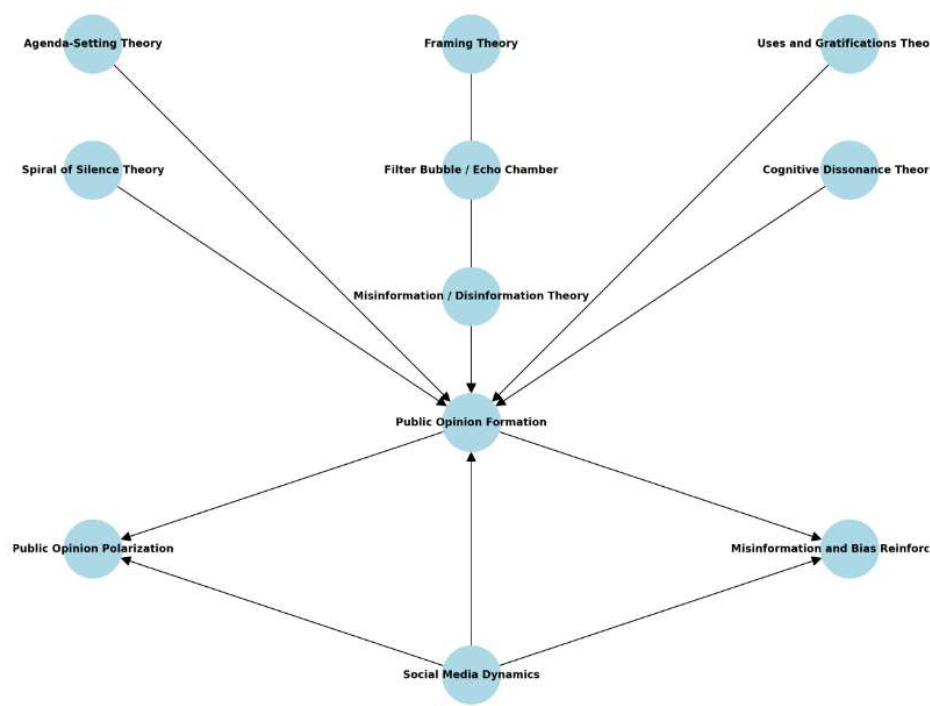 Agenda-Setting Theory
Framing Theory
Uses and Gratifications Theo
Spiral of Silence Theory
Filter Bubble / Echo Chamber
Cognitive Dissonance Theor
Misinformation / Disinformation Theory
Public Opinion Formation
Public Opinion Polarization
Misinformation and Bias Reinforc
Social Media Dynamics